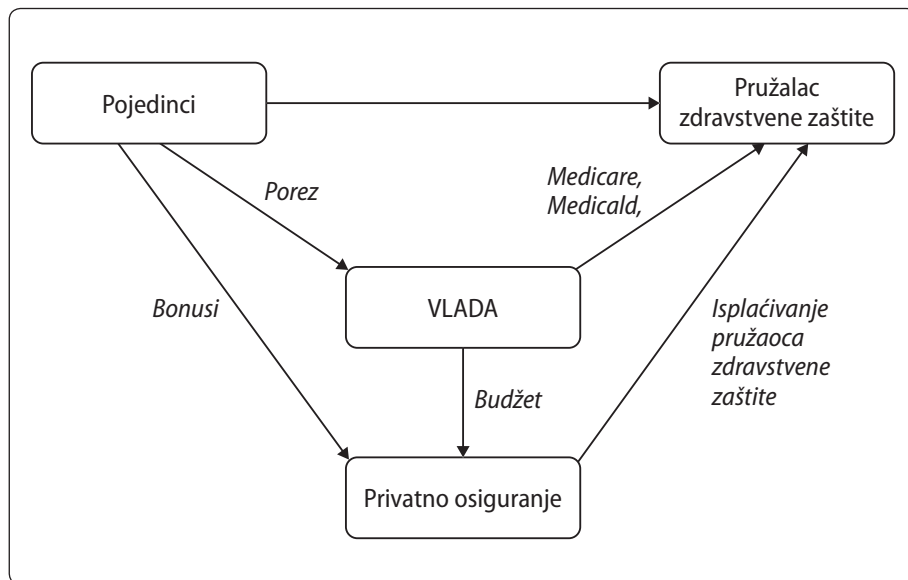 Pojedinci
Pružalac
zdravstvene zaštite
Porez
Medicare,
Medicald,
VLADA
Bonusi
Isplaćivanje
pružaoca
zdravstvene
zaštite
Budžet
Privatno osiguranje